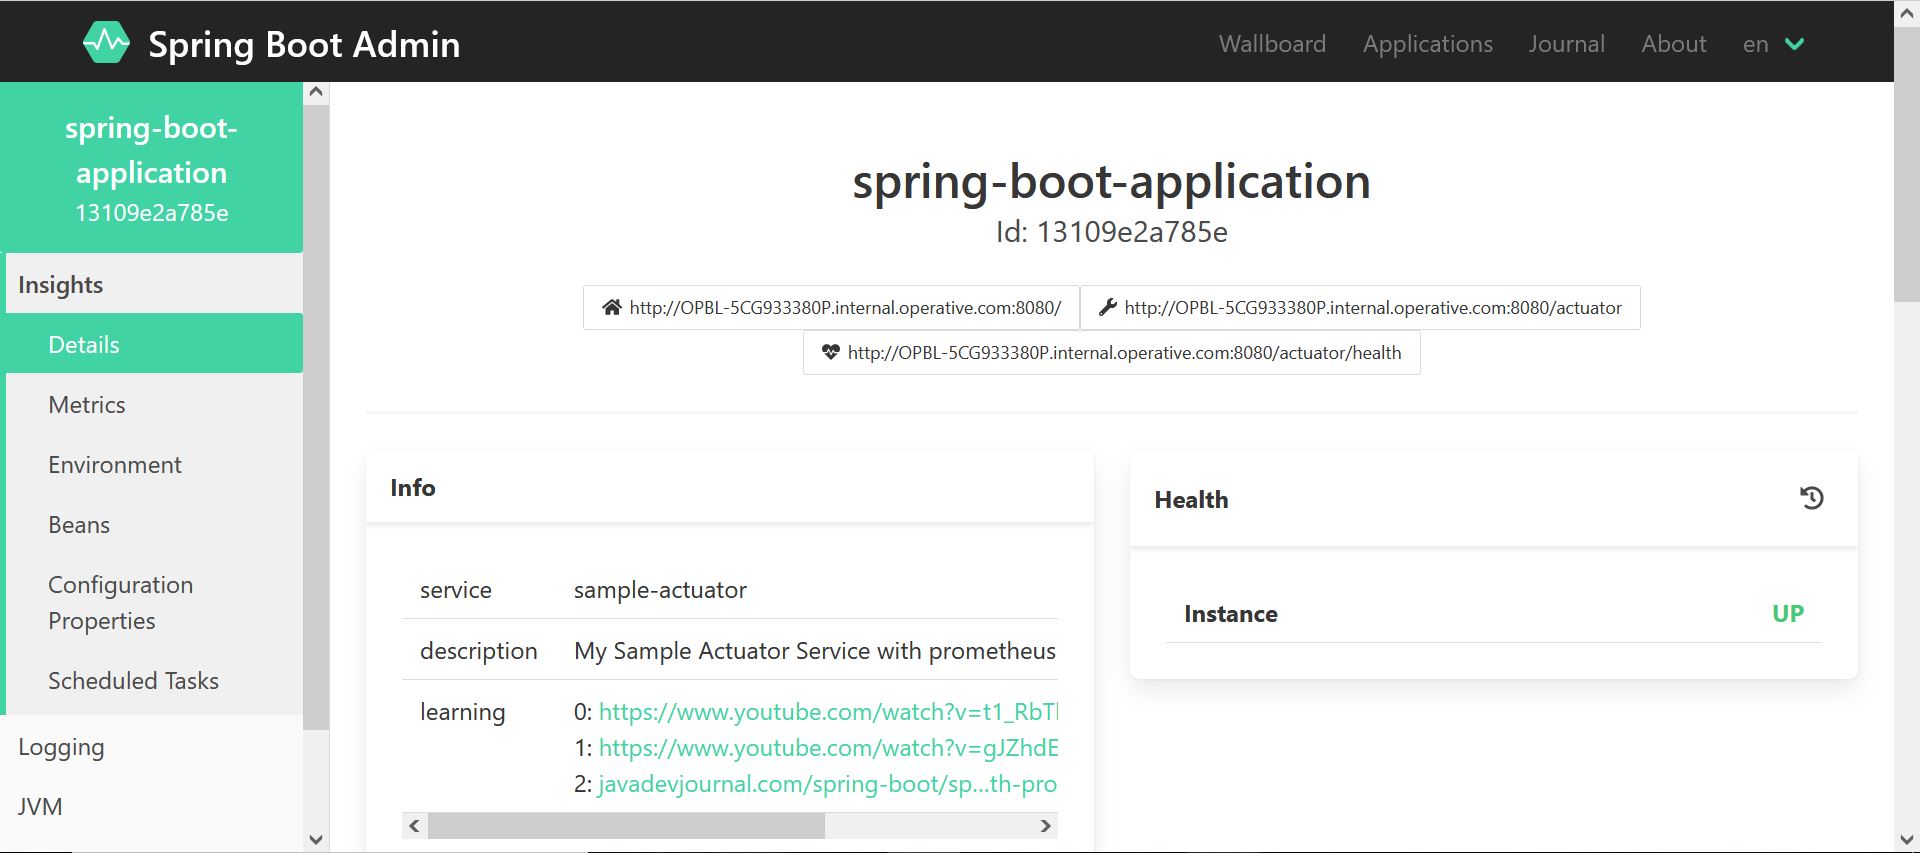 Spring Boot Admin
Wallboard Applications Journal About en
spring-boot-
application
13109e2a785e
Insights
Details
Metrics
Environment
Beans
Configuration
Properties
Scheduled Tasks
Logging
JVM
spring-boot-application
Id: 13109e2a785e
http://OPBL-5CG933380P.internal.operative.com:8080/
http://OPBL-5CG933380P.internal.operative.com:8080/actuator
http://OPBL-5CG933380P.internal.operative.com:8080/actuator/health
Info
service sample-actuator
description My Sample Actuator Service with prometheus
learning 0: https://www.youtube.com/watch?v=t1_RbTl
1: https://www.youtube.com/watch?v=gJZhdE
2: javadevjournal.com/spring-boot/sp...th-pro
Health
Instance UP